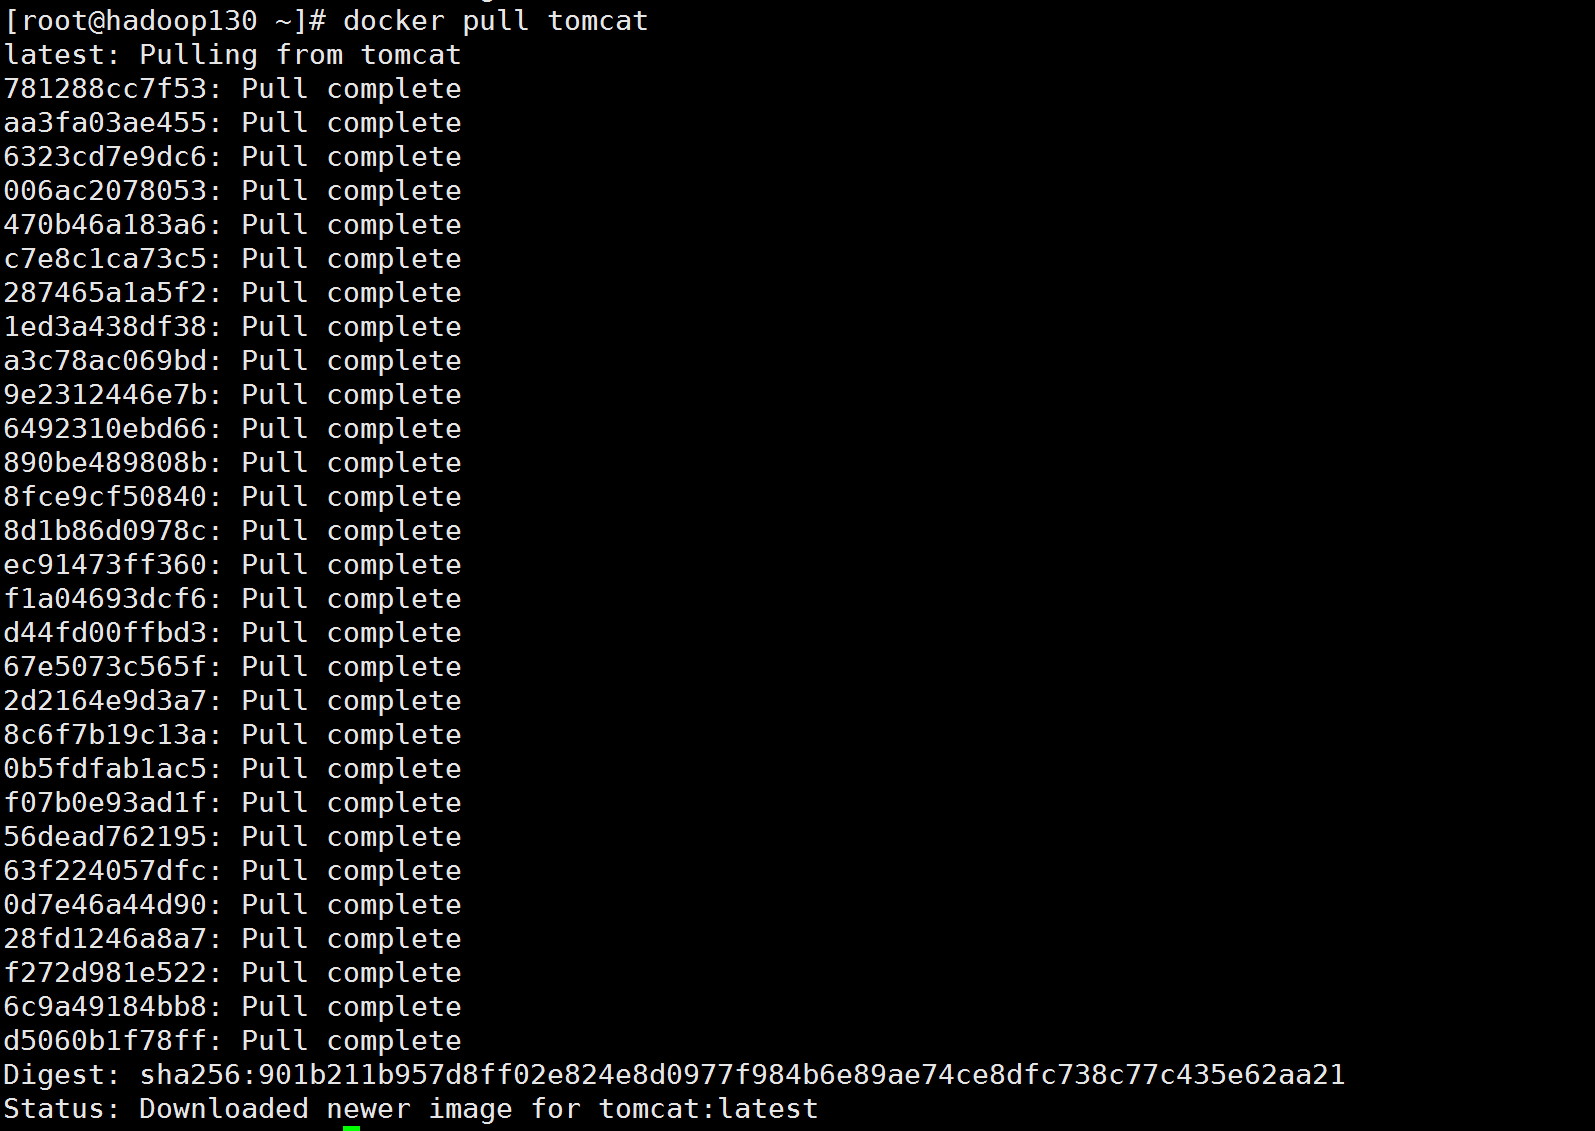 [root@hadoop130 ~]# docker pull tomcat
latest: Pulling from tomcat
781288cc7f53: Pull complete
aa3fa03ae455: Pull complete
6323cd7e9dc6: Pull complete
006ac2078053: Pull complete
470b46a183a6: Pull complete
c7e8c1ca73c5: Pull complete
287465a1a5f2: Pull complete
1ed3a438df38: Pull complete
a3c78ac069bd: Pull complete
9e2312446e7b: Pull complete
6492310ebd66: Pull complete
890be489808b: Pull complete
8fce9cf50840: Pull complete
8d1b86d0978c: Pull complete
ec91473ff360: Pull complete
f1a04693dcf6: Pull complete
d44fd00ffbd3: Pull complete
67e5073c565f: Pull complete
2d2164e9d3a7: Pull complete
8c6f7b19c13a: Pull complete
0b5fdfab1ac5: Pull complete
f07b0e93ad1f: Pull complete
56dead762195: Pull complete
63f224057dfc: Pull complete
0d7e46a44d90: Pull complete
28fd1246a8a7: Pull complete
f272d981e522: Pull complete
6c9a49184bb8: Pull complete
d5060b1f78ff: Pull complete
Digest: sha256:901b211b957d8ff02e824e8d0977f984b6e89ae74ce8dfc738c77c435e62aa21
Status: Downloaded newer image for tomcat:latest